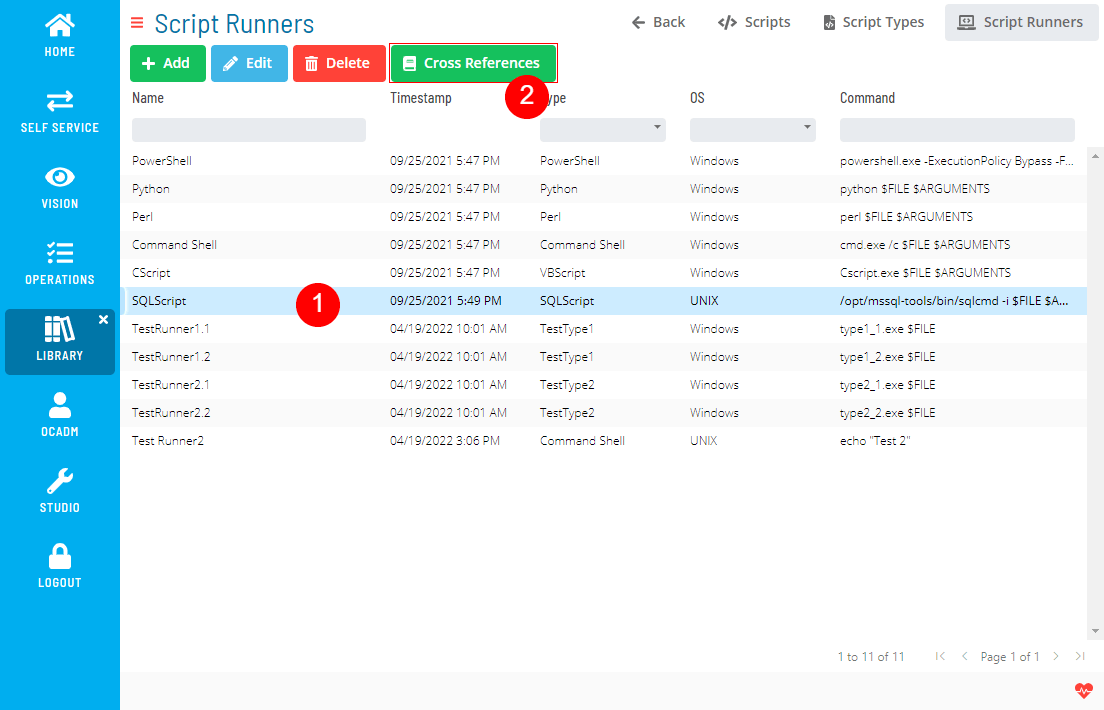 HOME
SELF SERVICE
VISION
OPERATIONS
LIBRARY
OCADM
STUDIO
LOGOUT
Script Runners
Back Scripts Script Types Script Runners
Add Edit Delete Cross References
2
Name Timestamp ype OS Command
PowerShell 09/25/2021 5:47 PM PowerShell Windows powershell.exe -ExecutionPolicy Bypass -F...
Python 09/25/2021 5:47 PM Python Windows python $FILE $ARGUMENTS
Perl 09/25/2021 5:47 PM Perl Windows perl $FILE $ARGUMENTS
Command Shell 09/25/2021 5:47 PM Command Shell Windows cmd.exe /c $FILE $ARGUMENTS
CScript 09/25/2021 5:47 PM VBScript Windows Cscript.exe $FILE $ARGUMENTS
SQLScript 1 09/25/2021 5:49 PM SQLScript UNIX /opt/mssql-tools/bin/sqlcmd -i $FILE $A...
TestRunner1.1 04/19/2022 10:01 AM TestType1 Windows type1_1.exe $FILE
TestRunner1.2 04/19/2022 10:01 AM TestType1 Windows type1_2.exe $FILE
TestRunner2.1 04/19/2022 10:01 AM TestType2 Windows type2_1.exe $FILE
TestRunner2.2 04/19/2022 10:01 AM TestType2 Windows type2_2.exe $FILE
Test Runner2 04/19/2022 3:06 PM Command Shell UNIX echo "Test 2"
1 to 11 of 11 Page 1 of 1